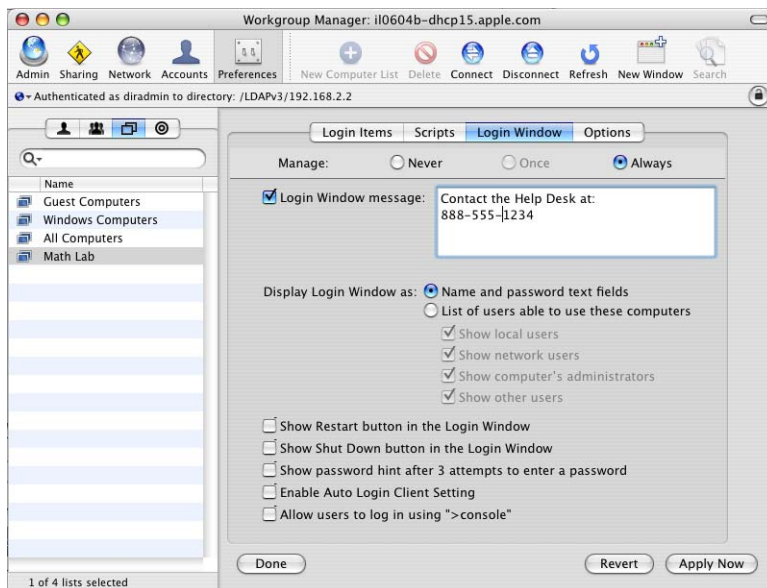 Workgroup Manager: il0604b-dhcp15.apple.com
Admin Sharing Network Accounts Preferences New Computer List Delete Connect Disconnect Refresh New Window Search
Authenticated as diradmin to directory: /LDAPv3/192.168.2.2
Login Items Scripts Login Window Options
Manage: Never Once Always
Name
Guest Computers
Windows Computers
All Computers
Math Lab
Login Window message: Contact the Help Desk at:
888-555-1234
Display Login Window as: Name and password text fields
List of users able to use these computers
Show local users
Show network users
Show computer's administrators
Show other users
Show Restart button in the Login Window
Show Shut Down button in the Login Window
Show password hint after 3 attempts to enter a password
Enable Auto Login Client Setting
Allow users to log in using ">console"
Done Revert Apply Now
1 of 4 lists selected